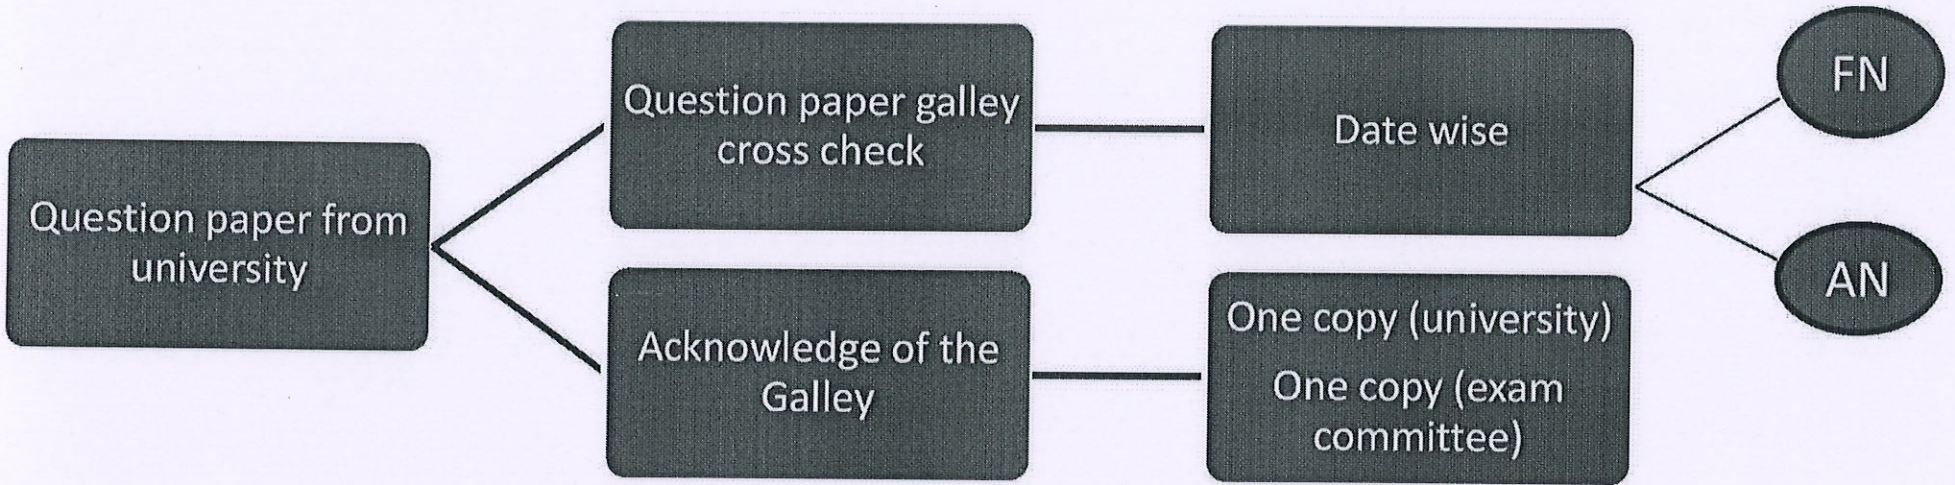 Question paper from
university
Question paper galley
cross check
Date wise
FN
AN
Acknowledge of the
Galley
One copy (university)
One copy (exam
committee)